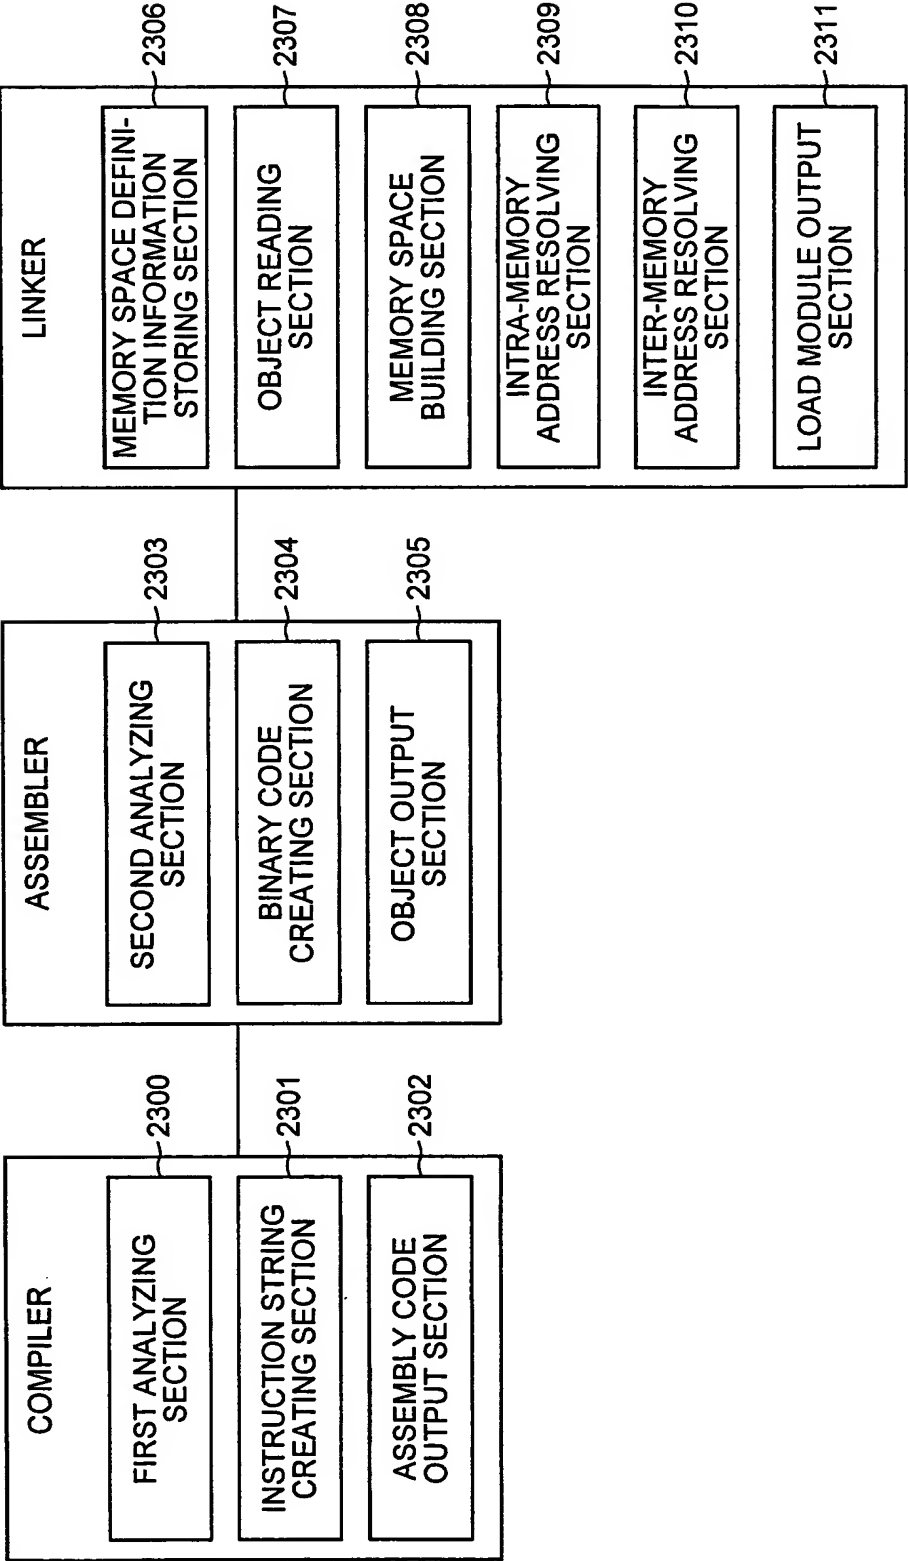 COMPILER
FIRST ANALYZING
SECTION
2300
INSTRUCTION STRING
CREATING SECTION
2301
ASSEMBLY CODE
OUTPUT SECTION
2302
ASSEMBLER
SECOND ANALYZING
SECTION
2303
BINARY CODE
CREATING SECTION
2304
OBJECT OUTPUT
SECTION
2305
LINKER
MEMORY SPACE DEFINI-
TION INFORMATION
STORING SECTION
2306
OBJECT READING
SECTION
2307
MEMORY SPACE
BUILDING SECTION
2308
INTRA-MEMORY
ADDRESS RESOLVING
SECTION
2309
INTER-MEMORY
ADDRESS RESOLVING
SECTION
2310
LOAD MODULE OUTPUT
SECTION
2311